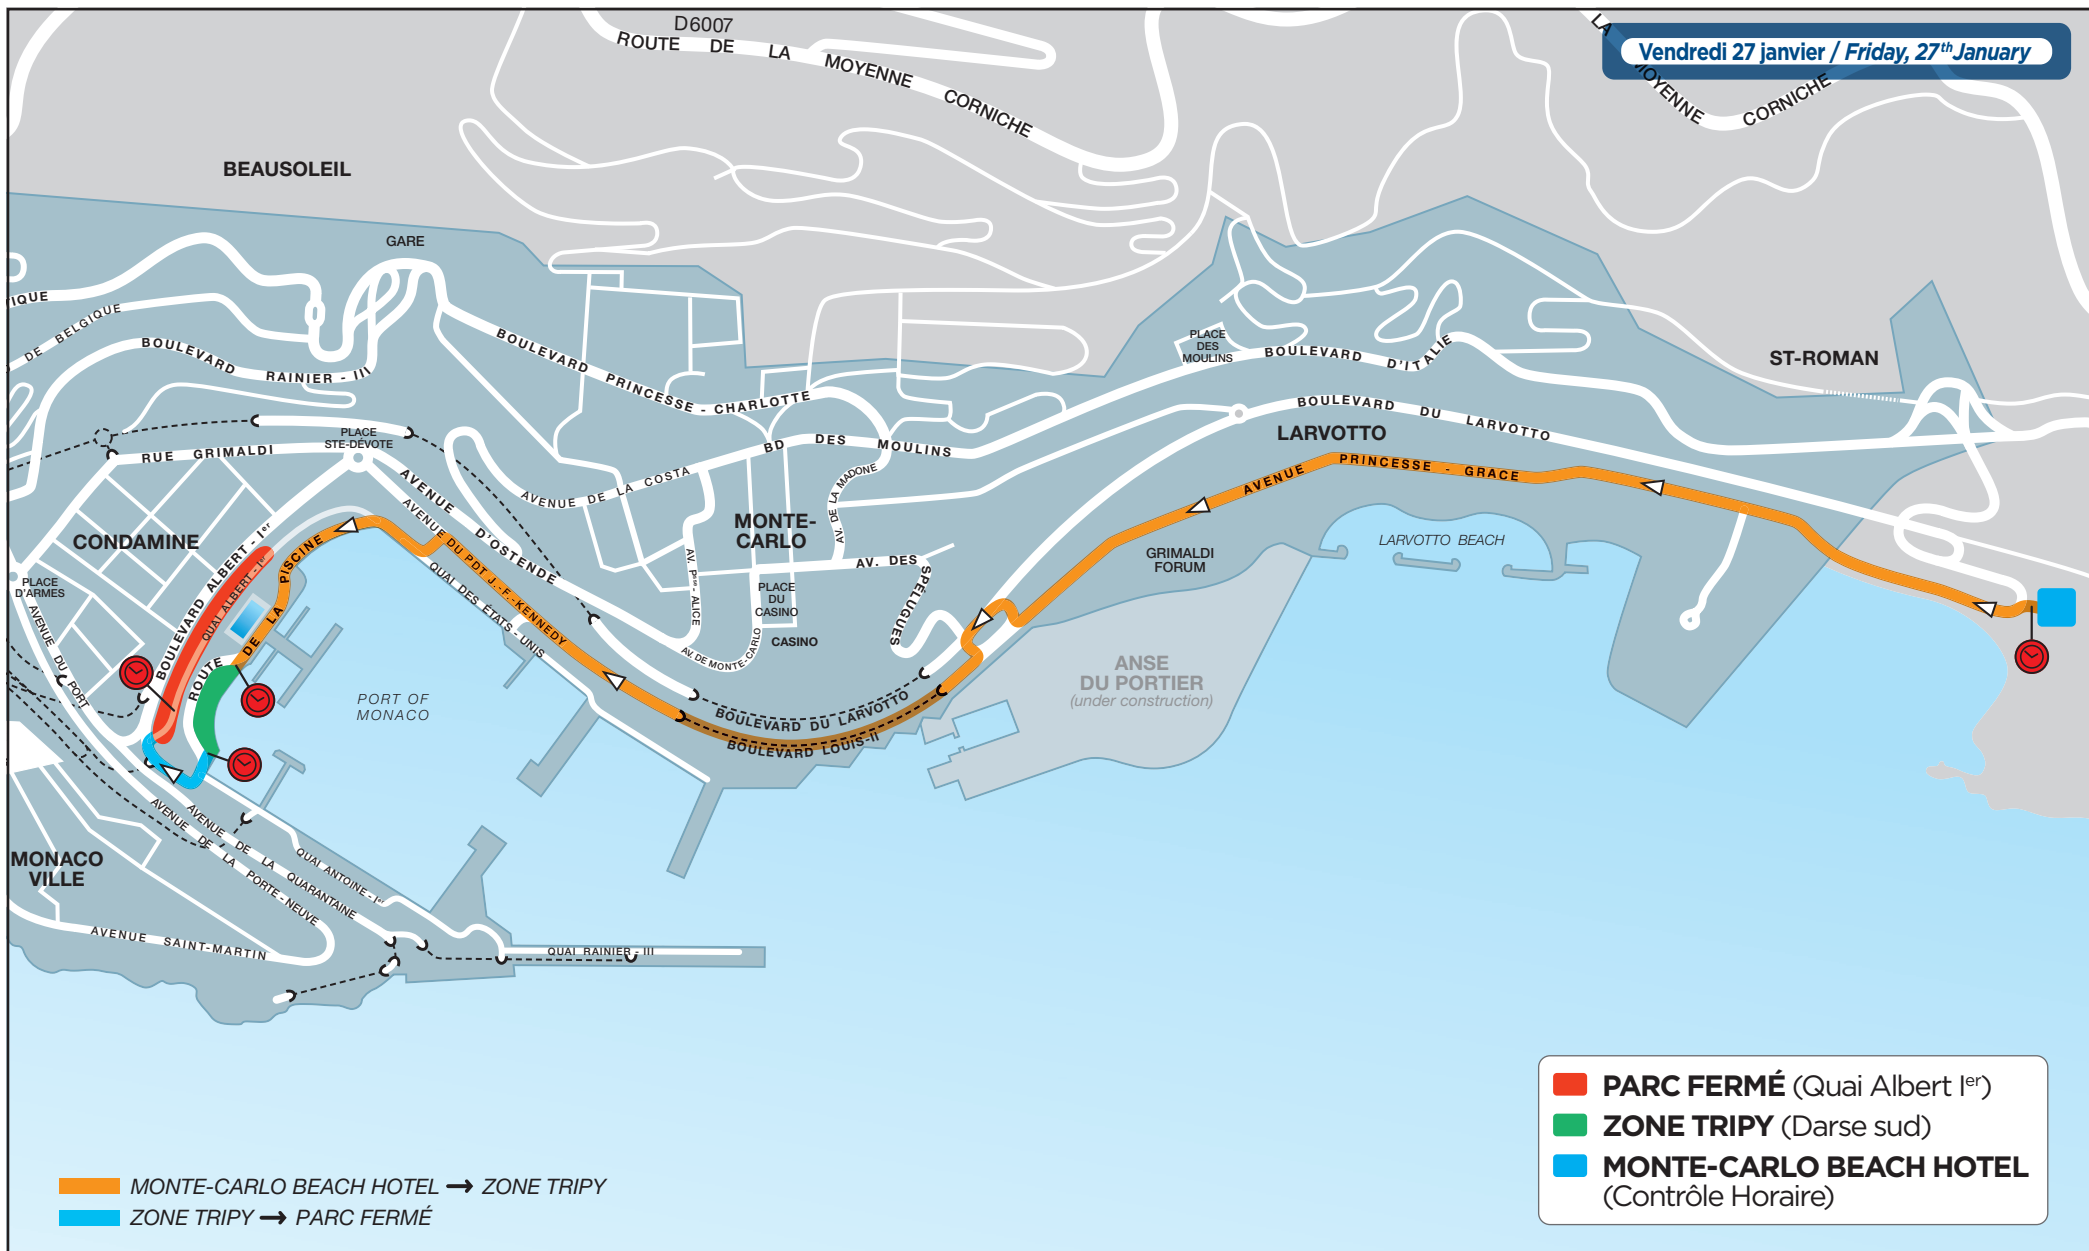 D6007
ROUTE DE LA MOYENNE CORNICHE
LA MOYENNE CORNICHE
Vendredi 27 janvier / Friday, 27th January
BEAUSOLEIL
GARE
TIQUE
DE BELGIQUE
BOULEVARD RAINIER - III
BOULEVARD PRINCESSE - CHARLOTTE
PLACE
DES
MOULINS
BOULEVARD D'ITALIE
ST-ROMAN
BOULEVARD DU LARVOTTO
LARVOTTO
PLACE
STE-DÉVOTE
RUE GRIMALDI
BD DES MOULINS
AVENUE DE LA COSTA
AV. DE LA MADONE
AVENUE PRINCESSE - GRACE
AVENUE D'OSTENDE
AVENUE DU PDT J.-F.-KENNEDY
QUAI DES ÉTATS - UNIS
MONTE-
CARLO
CONDAMINE
BOULEVARD ALBERT - Ier
QUAI ALBERT - Ier
ROUTE DE LA PISCINE
PLACE
D'ARMES
AVENUE DU PORT
AV. Psse - ALICE
PLACE
DU
CASINO
CASINO
AV. DE MONTE-CARLO
AV. DES SPÉLUGUES
GRIMALDI
FORUM
LARVOTTO BEACH
ANSE
DU PORTIER
(under construction)
PORT OF
MONACO
BOULEVARD DU LARVOTTO
BOULEVARD LOUIS-II
MONACO
VILLE
AVENUE DE LA PORTE - NEUVE
AVENUE DE LA QUARANTAINE
QUAI ANTOINE - Ier
AVENUE SAINT-MARTIN
QUAI RAINIER - III
PARC FERMÉ (Quai Albert Ier)
ZONE TRIPY (Darse sud)
MONTE-CARLO BEACH HOTEL
(Contrôle Horaire)
MONTE-CARLO BEACH HOTEL → ZONE TRIPY
ZONE TRIPY → PARC FERMÉ